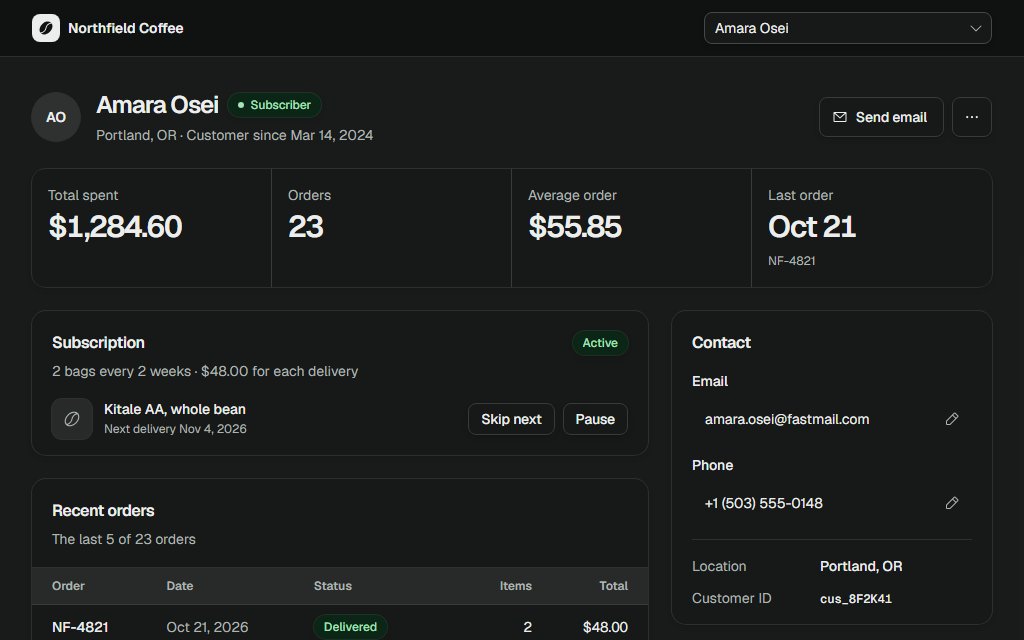 Northfield Coffee
Amara Osei
AO
Amara Osei
Subscriber
Portland, OR · Customer since Mar 14, 2024
Send email
Total spent
$1,284.60
Orders
23
Average order
$55.85
Last order
Oct 21
NF-4821
Subscription
Active
2 bags every 2 weeks · $48.00 for each delivery
Kitale AA, whole bean
Next delivery Nov 4, 2026
Skip next
Pause
Contact
Email
amara.osei@fastmail.com
Phone
+1 (503) 555-0148
Location Portland, OR
Customer ID cus_8F2K41
Recent orders
The last 5 of 23 orders
Order Date Status Items Total
NF-4821 Oct 21, 2026 Delivered 2 $48.00